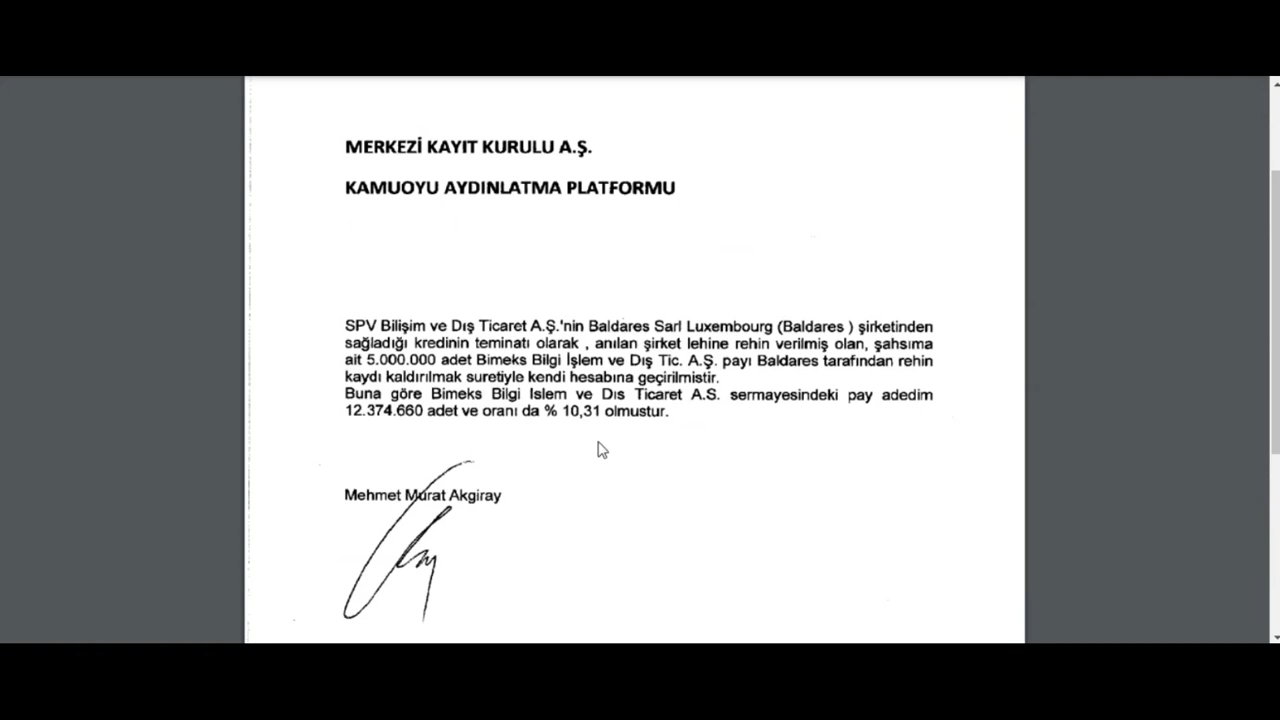 MERKEZİ KAYIT KURULU A.Ş.
KAMUOYU AYDINLATMA PLATFORMU
SPV Bilişim ve Dış Ticaret A.Ş.'nin Baldares Sarl Luxembourg (Baldares ) şirketinden
sağladığı kredinin teminatı olarak , anılan şirket lehine rehin verilmiş olan, şahsıma
ait 5.000.000 adet Bimeks Bilgi İşlem ve Dış Tic. A.Ş. payı Baldares tarafından rehin
kaydı kaldırılmak suretiyle kendi hesabına geçirilmistir.
Buna göre Bimeks Bilgi Islem ve Dıs Ticaret A.S. sermayesindeki pay adedim
12.374.660 adet ve oranı da % 10,31 olmustur.
Mehmet Murat Akgiray